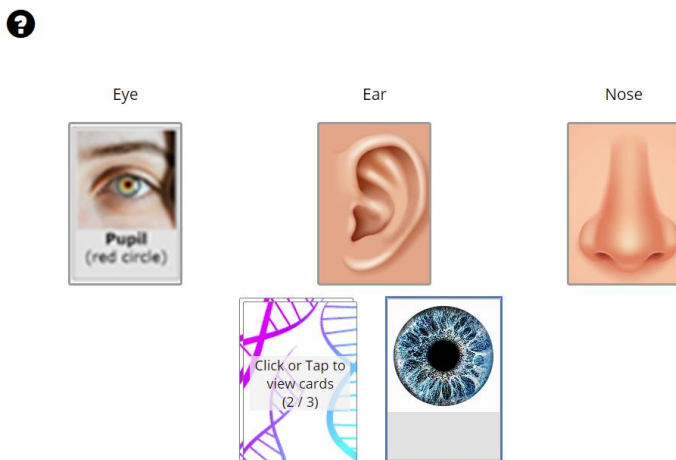 ?
Eye
Ear
Nose
Pupil
(red circle)
Click or Tap to
view cards
(2 / 3)